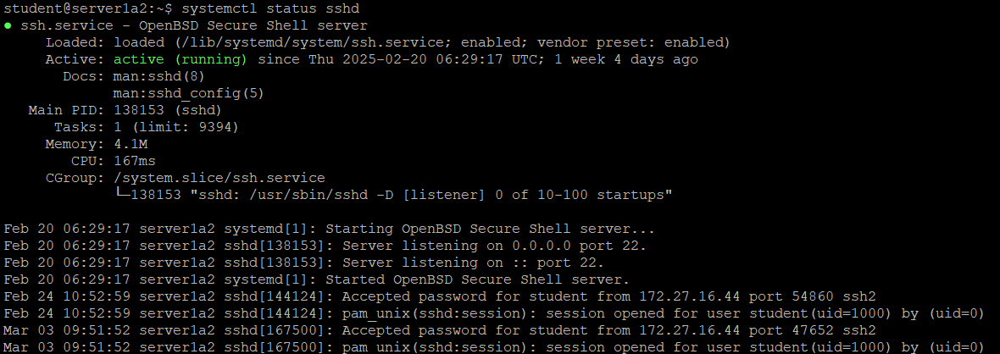 student@server1a2:~$ systemctl status sshd
● ssh.service - OpenBSD Secure Shell server
     Loaded: loaded (/lib/systemd/system/ssh.service; enabled; vendor preset: enabled)
     Active: active (running) since Thu 2025-02-20 06:29:17 UTC; 1 week 4 days ago
       Docs: man:sshd(8)
             man:sshd_config(5)
   Main PID: 138153 (sshd)
      Tasks: 1 (limit: 9394)
     Memory: 4.1M
        CPU: 167ms
     CGroup: /system.slice/ssh.service
             └─138153 "sshd: /usr/sbin/sshd -D [listener] 0 of 10-100 startups"
Feb 20 06:29:17 server1a2 systemd[1]: Starting OpenBSD Secure Shell server...
Feb 20 06:29:17 server1a2 sshd[138153]: Server listening on 0.0.0.0 port 22.
Feb 20 06:29:17 server1a2 sshd[138153]: Server listening on :: port 22.
Feb 20 06:29:17 server1a2 systemd[1]: Started OpenBSD Secure Shell server.
Feb 24 10:52:59 server1a2 sshd[144124]: Accepted password for student from 172.27.16.44 port 54860 ssh2
Feb 24 10:52:59 server1a2 sshd[144124]: pam_unix(sshd:session): session opened for user student(uid=1000) by (uid=0)
Mar 03 09:51:52 server1a2 sshd[167500]: Accepted password for student from 172.27.16.44 port 47652 ssh2
Mar 03 09:51:52 server1a2 sshd[167500]: pam_unix(sshd:session): session opened for user student(uid=1000) by (uid=0)